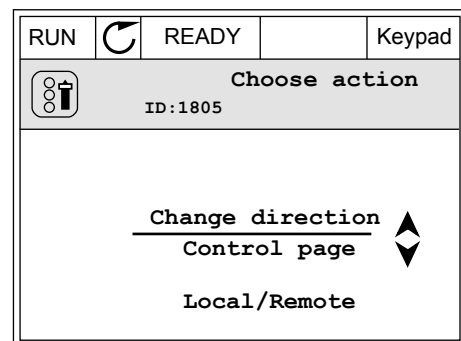 RUN READY Keypad
Choose action
ID:1805
Change direction
Control page
Local/Remote